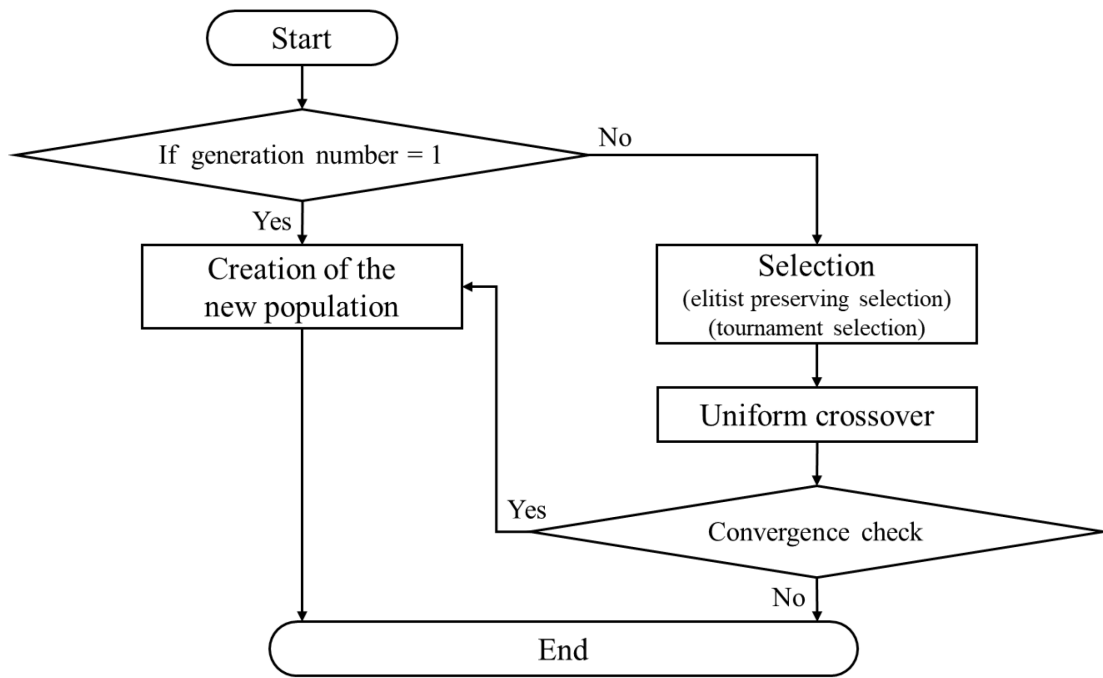 Start
If generation number = 1
No
Yes
Creation of the
new population
Selection
(elitist preserving selection)
(tournament selection)
Uniform crossover
Yes
Convergence check
No
End